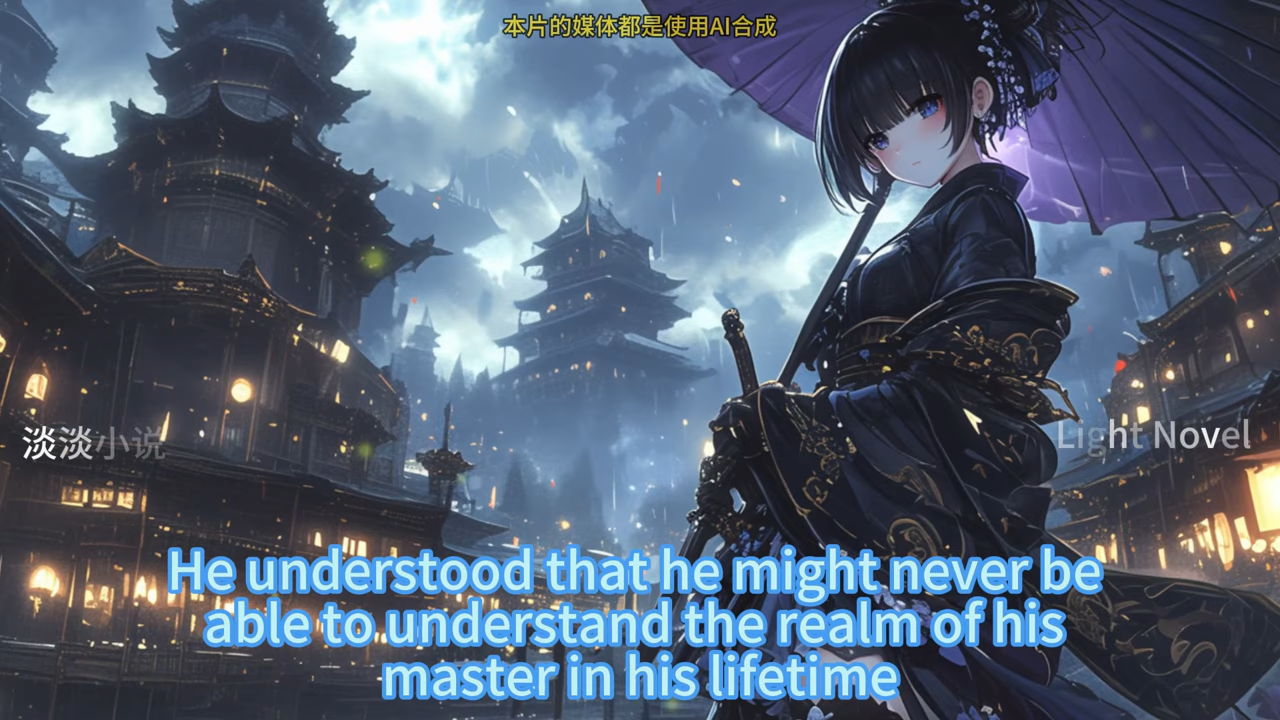 本片的媒体都是使用AI合成
淡淡小说
Light Novel
He understood that he might never be
able to understand the realm of his
master in his lifetime